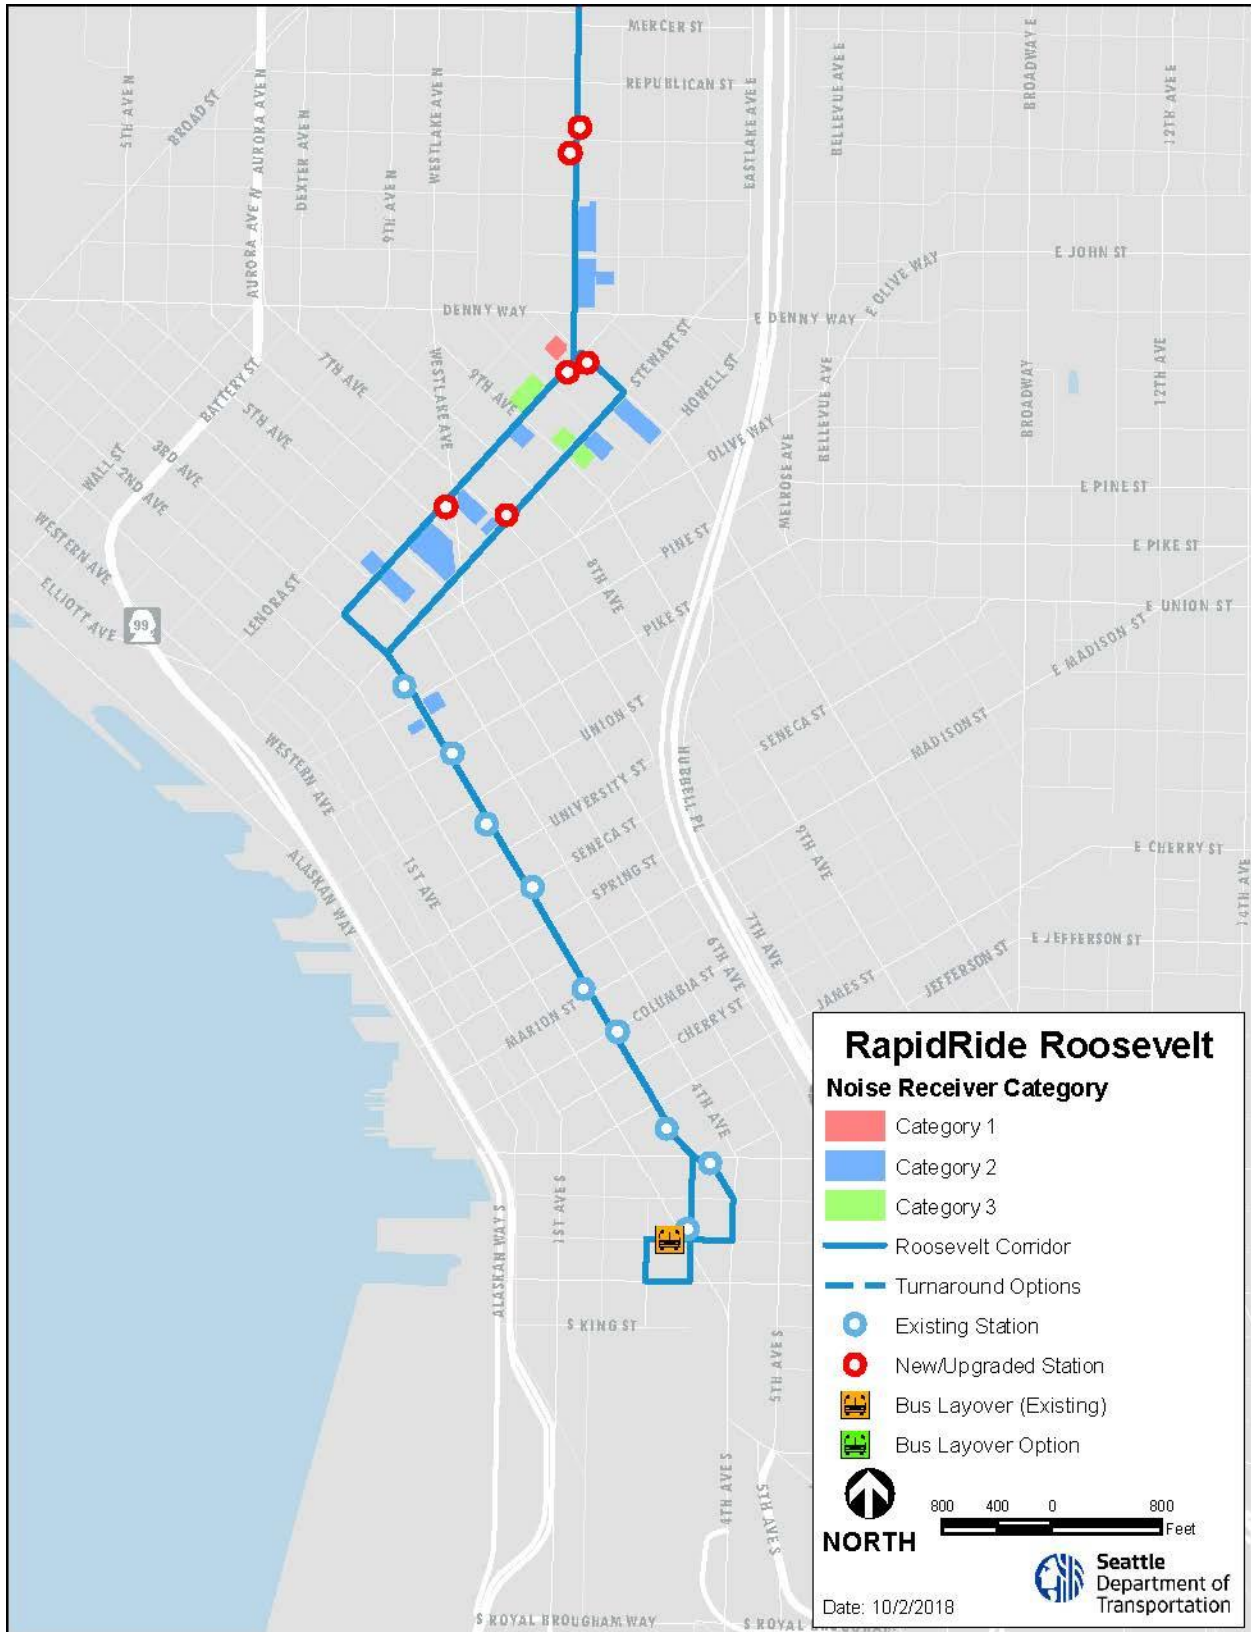 MERCER ST
REPUBLICAN ST
5TH AVE N
BROAD ST
AURORA AVE N
AURORA AVE N
DEXTER AVE N
9TH AVE N
WESTLAKE AVE N
EASTLAKE AVE E
BELLEVUE AVE E
BROADWAY E
12TH AVE E
E JOHN ST
E OLIVE WAY
DENNY WAY
E DENNY WAY
STEWART ST
HOWELL ST
OLIVE WAY
BELLEVUE AVE
BROADWAY
12TH AVE
7TH AVE
WESTLAKE AVE
9TH AVE
BATTERY ST
5TH AVE
3RD AVE
WALL ST
2ND AVE
WESTERN AVE
ELLIOTT AVE
99
LENORA ST
MELROSE AVE
E PINE ST
E PIKE ST
E UNION ST
E MADISON ST
PINE ST
8TH AVE
PIKE ST
UNION ST
SENECA ST
MADISON ST
HUBBELL PL
WESTERN AVE
UNIVERSITY ST
SENECA ST
SPRING ST
9TH AVE
E CHERRY ST
14TH AVE
1ST AVE
ALASKAN WAY
7TH AVE
6TH AVE
E JEFFERSON ST
JEFFERSON ST
JAMES ST
MARION ST
COLUMBIA ST
CHERRY ST
4TH AVE
1ST AVE S
ALASKAN WAY S
S KING ST
5TH AVE S
4TH AVE S
5TH AVE S
S ROYAL BROUGHAM WAY
RapidRide Roosevelt
Noise Receiver Category
Category 1
Category 2
Category 3
Roosevelt Corridor
Turnaround Options
Existing Station
New/Upgraded Station
Bus Layover (Existing)
Bus Layover Option
NORTH
800 400 0 800
Feet
Seattle
Department of
Transportation
Date: 10/2/2018